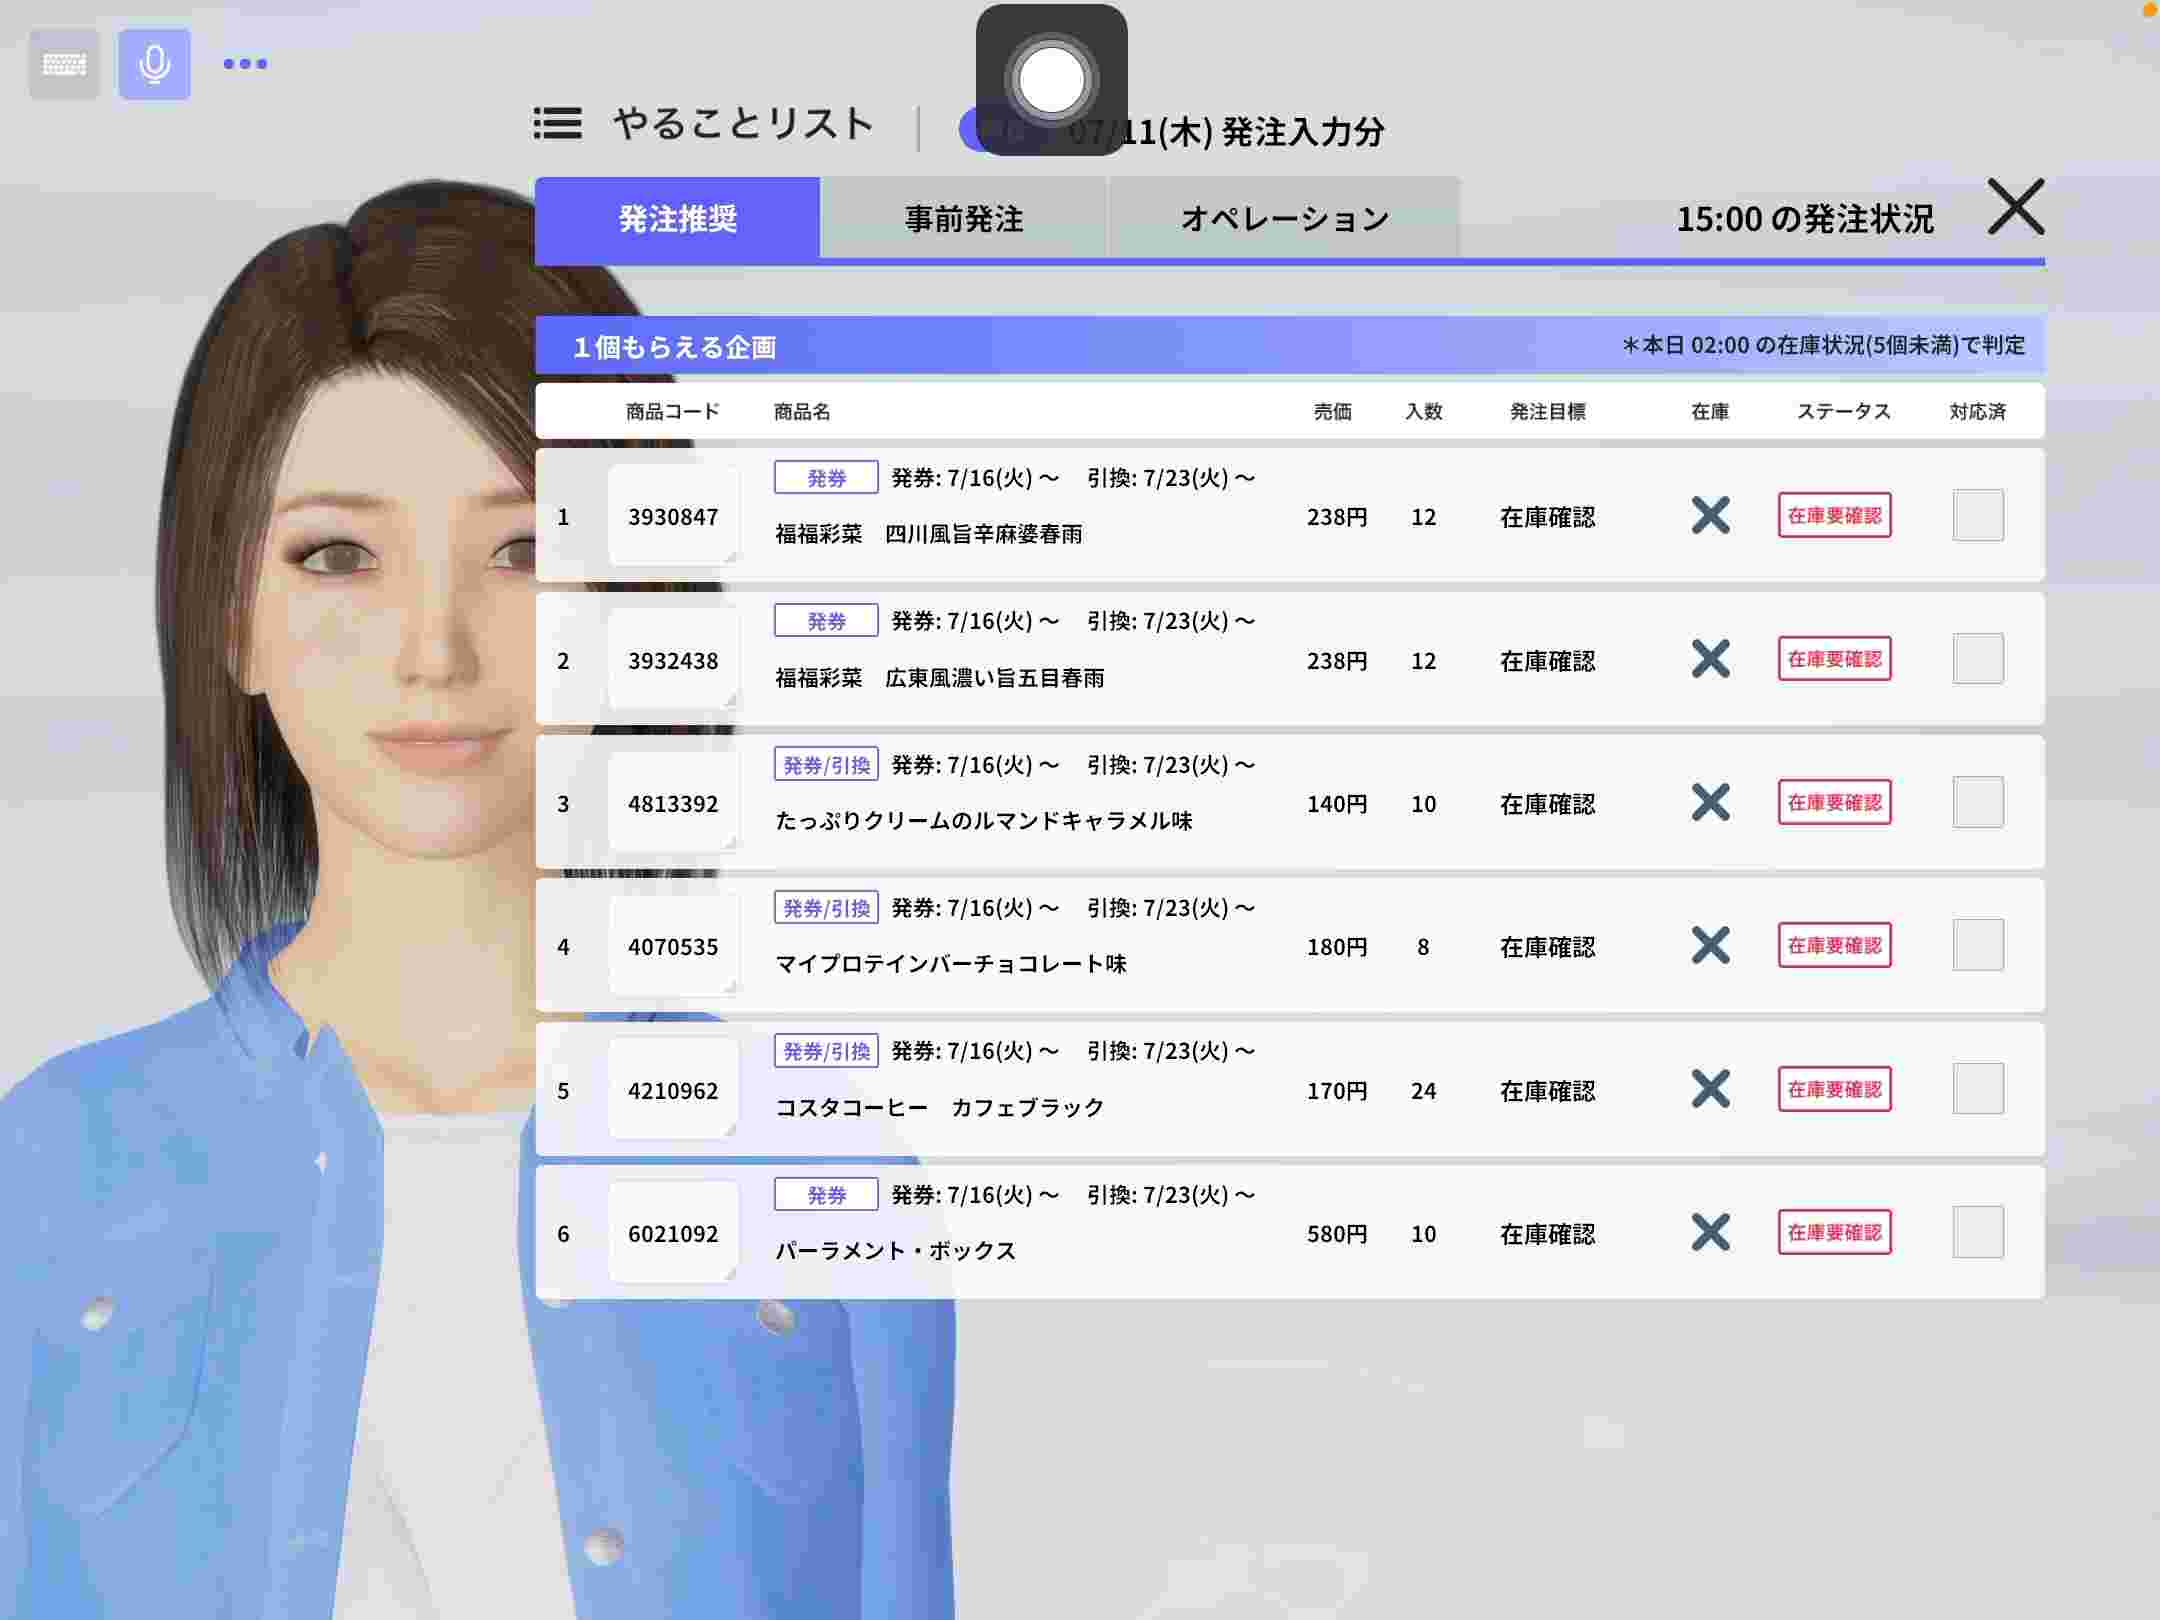 やることリスト
07/11(木) 発注入力分
発注推奨
事前発注
オペレーション
15:00 の発注状況
１個もらえる企画
＊本日 02:00 の在庫状況(5個未満)で判定
商品コード 商品名 売価 入数 発注目標 在庫 ステータス 対応済
発券 発券: 7/16(火) ～ 引換: 7/23(火) ～
1 3930847 福福彩菜 四川風旨辛麻婆春雨 238円 12 在庫確認 在庫要確認
発券 発券: 7/16(火) ～ 引換: 7/23(火) ～
2 3932438 福福彩菜 広東風濃い旨五目春雨 238円 12 在庫確認 在庫要確認
発券/引換 発券: 7/16(火) ～ 引換: 7/23(火) ～
3 4813392 たっぷりクリームのルマンドキャラメル味 140円 10 在庫確認 在庫要確認
発券/引換 発券: 7/16(火) ～ 引換: 7/23(火) ～
4 4070535 マイプロテインバーチョコレート味 180円 8 在庫確認 在庫要確認
発券/引換 発券: 7/16(火) ～ 引換: 7/23(火) ～
5 4210962 コスタコーヒー カフェブラック 170円 24 在庫確認 在庫要確認
発券 発券: 7/16(火) ～ 引換: 7/23(火) ～
6 6021092 パーラメント・ボックス 580円 10 在庫確認 在庫要確認